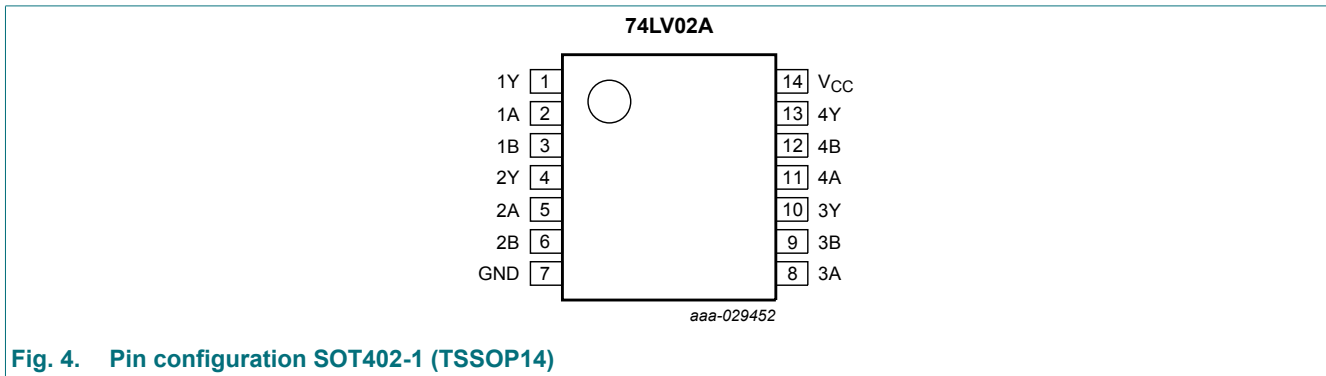 74LV02A
1Y 1 14 VCC
1A 2 13 4Y
1B 3 12 4B
2Y 4 11 4A
2A 5 10 3Y
2B 6 9 3B
GND 7 8 3A
aaa-029452
Fig. 4. Pin configuration SOT402-1 (TSSOP14)